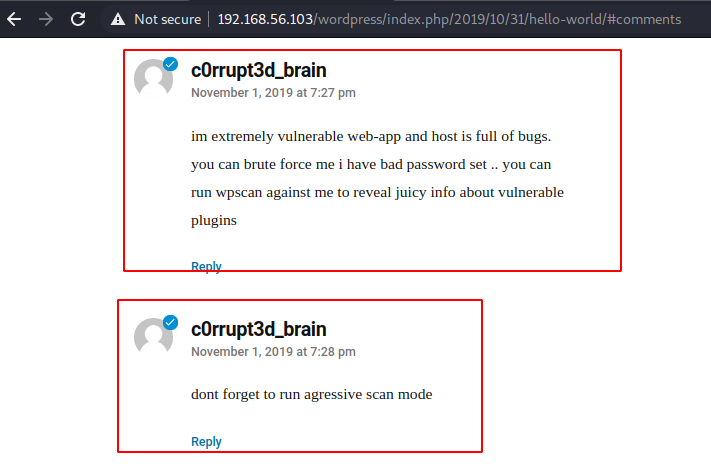 Not secure 192.168.56.103/wordpress/index.php/2019/10/31/hello-world/#comments
c0rrupt3d_brain
November 1, 2019 at 7:27 pm
im extremely vulnerable web-app and host is full of bugs.
you can brute force me i have bad password set .. you can
run wpscan against me to reveal juicy info about vulnerable
plugins
Reply
c0rrupt3d_brain
November 1, 2019 at 7:28 pm
dont forget to run agressive scan mode
Reply